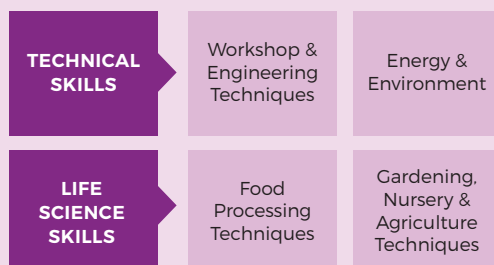 TECHNICAL
SKILLS
Workshop &
Engineering
Techniques
Energy &
Environment
LIFE
SCIENCE
SKILLS
Food
Processing
Techniques
Gardening,
Nursery &
Agriculture
Techniques